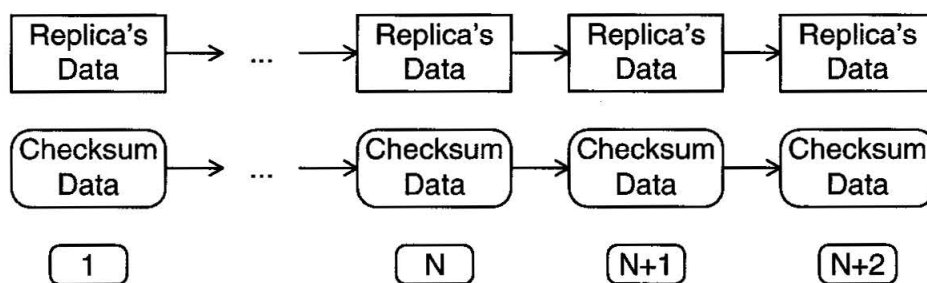 Replica's Data ... Replica's Data Replica's Data Replica's Data
Checksum Data ... Checksum Data Checksum Data Checksum Data
1 N N+1 N+2